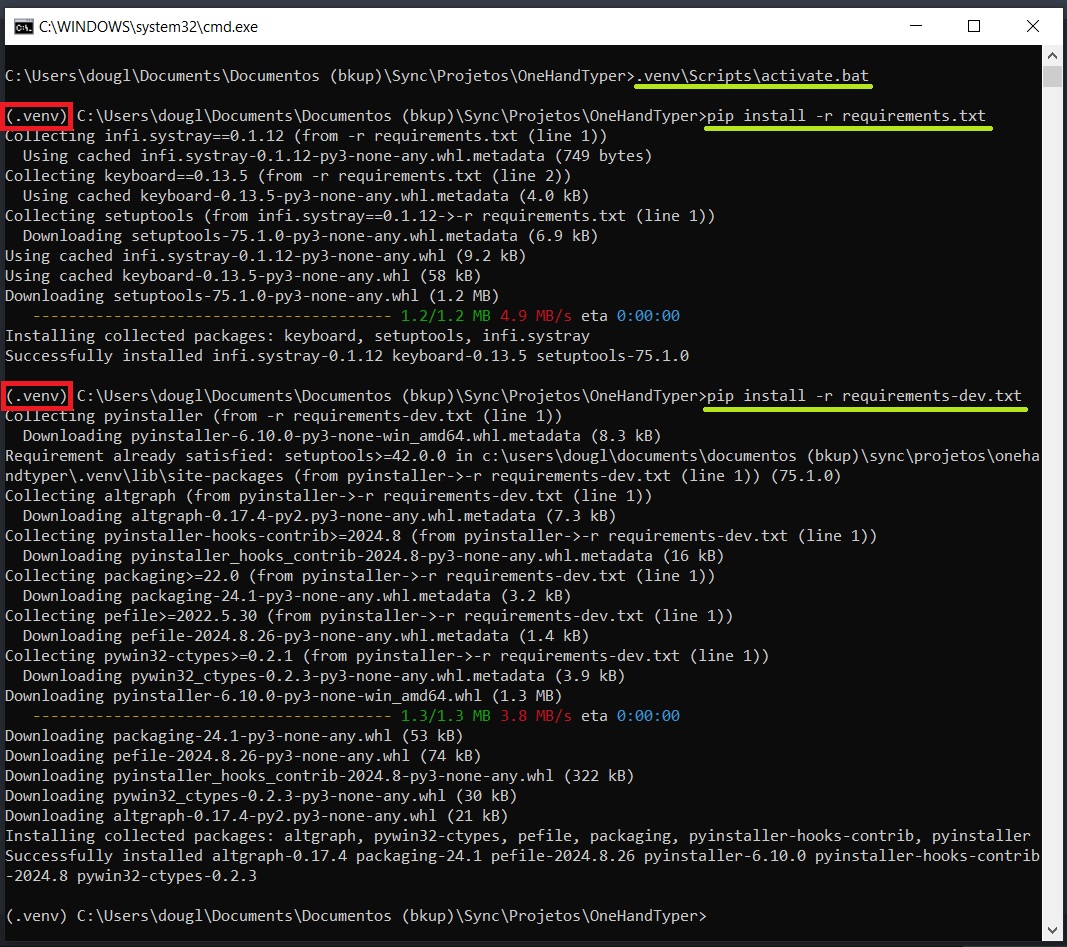 C:\WINDOWS\system32\cmd.exe
C:\Users\dougl\Documents\Documentos (bkup)\Sync\Projetos\OneHandTyper>.venv\Scripts\activate.bat
(.venv) C:\Users\dougl\Documents\Documentos (bkup)\Sync\Projetos\OneHandTyper>pip install -r requirements.txt
Collecting infi.systray==0.1.12 (from -r requirements.txt (line 1))
  Using cached infi.systray-0.1.12-py3-none-any.whl.metadata (749 bytes)
Collecting keyboard==0.13.5 (from -r requirements.txt (line 2))
  Using cached keyboard-0.13.5-py3-none-any.whl.metadata (4.0 kB)
Collecting setuptools (from infi.systray==0.1.12->-r requirements.txt (line 1))
  Downloading setuptools-75.1.0-py3-none-any.whl.metadata (6.9 kB)
Using cached infi.systray-0.1.12-py3-none-any.whl (9.2 kB)
Using cached keyboard-0.13.5-py3-none-any.whl (58 kB)
Downloading setuptools-75.1.0-py3-none-any.whl (1.2 MB)
   ---------------------------------------- 1.2/1.2 MB 4.9 MB/s eta 0:00:00
Installing collected packages: keyboard, setuptools, infi.systray
Successfully installed infi.systray-0.1.12 keyboard-0.13.5 setuptools-75.1.0
(.venv) C:\Users\dougl\Documents\Documentos (bkup)\Sync\Projetos\OneHandTyper>pip install -r requirements-dev.txt
Collecting pyinstaller (from -r requirements-dev.txt (line 1))
  Downloading pyinstaller-6.10.0-py3-none-win_amd64.whl.metadata (8.3 kB)
Requirement already satisfied: setuptools>=42.0.0 in c:\users\dougl\documents\documentos (bkup)\sync\projetos\oneha
ndtyper\.venv\lib\site-packages (from pyinstaller->-r requirements-dev.txt (line 1)) (75.1.0)
Collecting altgraph (from pyinstaller->-r requirements-dev.txt (line 1))
  Downloading altgraph-0.17.4-py2.py3-none-any.whl.metadata (7.3 kB)
Collecting pyinstaller-hooks-contrib>=2024.8 (from pyinstaller->-r requirements-dev.txt (line 1))
  Downloading pyinstaller_hooks_contrib-2024.8-py3-none-any.whl.metadata (16 kB)
Collecting packaging>=22.0 (from pyinstaller->-r requirements-dev.txt (line 1))
  Downloading packaging-24.1-py3-none-any.whl.metadata (3.2 kB)
Collecting pefile>=2022.5.30 (from pyinstaller->-r requirements-dev.txt (line 1))
  Downloading pefile-2024.8.26-py3-none-any.whl.metadata (1.4 kB)
Collecting pywin32-ctypes>=0.2.1 (from pyinstaller->-r requirements-dev.txt (line 1))
  Downloading pywin32_ctypes-0.2.3-py3-none-any.whl.metadata (3.9 kB)
Downloading pyinstaller-6.10.0-py3-none-win_amd64.whl (1.3 MB)
   ---------------------------------------- 1.3/1.3 MB 3.8 MB/s eta 0:00:00
Downloading packaging-24.1-py3-none-any.whl (53 kB)
Downloading pefile-2024.8.26-py3-none-any.whl (74 kB)
Downloading pyinstaller_hooks_contrib-2024.8-py3-none-any.whl (322 kB)
Downloading pywin32_ctypes-0.2.3-py3-none-any.whl (30 kB)
Downloading altgraph-0.17.4-py2.py3-none-any.whl (21 kB)
Installing collected packages: altgraph, pywin32-ctypes, pefile, packaging, pyinstaller-hooks-contrib, pyinstaller
Successfully installed altgraph-0.17.4 packaging-24.1 pefile-2024.8.26 pyinstaller-6.10.0 pyinstaller-hooks-contrib
-2024.8 pywin32-ctypes-0.2.3
(.venv) C:\Users\dougl\Documents\Documentos (bkup)\Sync\Projetos\OneHandTyper>